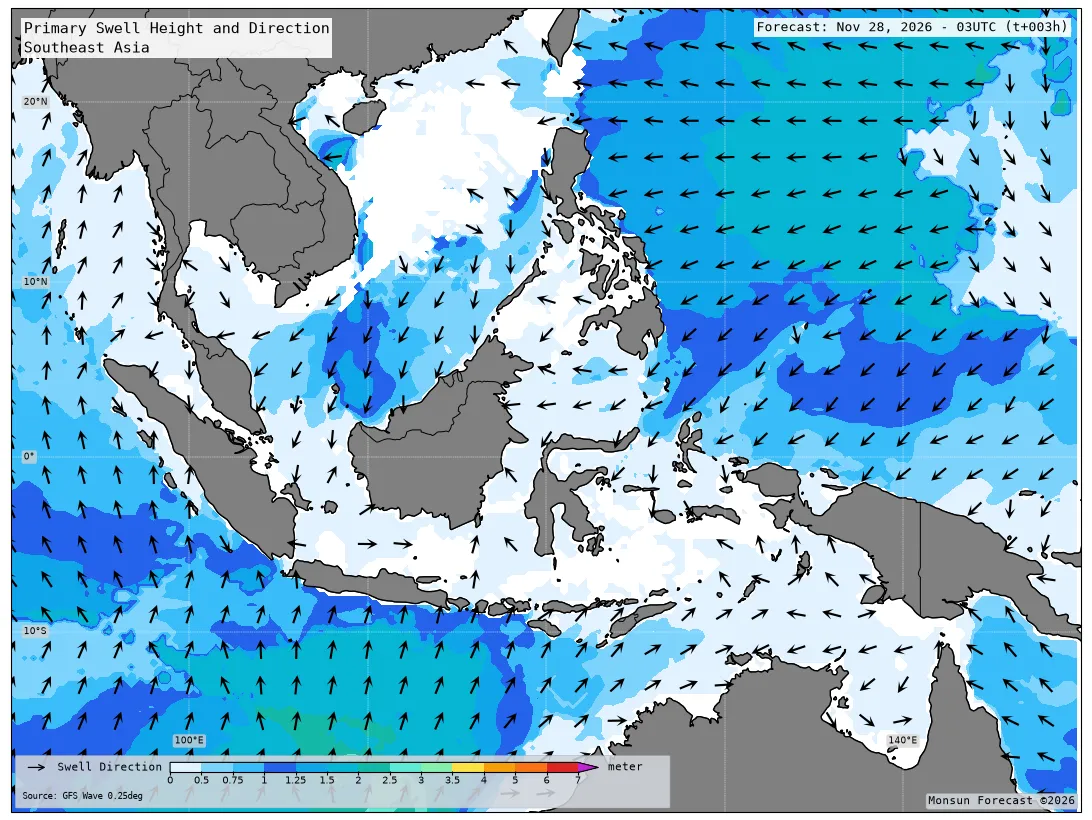 Primary Swell Height and Direction
Southeast Asia
Forecast: Nov 28, 2026 - 03UTC (t+003h)
20°N
10°N
0°
10°S
100°E
140°E
Swell Direction
0 0.5 0.75 1 1.25 1.5 2 2.5 3 3.5 4 5 6 7
meter
Source: GFS Wave 0.25deg
Monsun Forecast ©2026